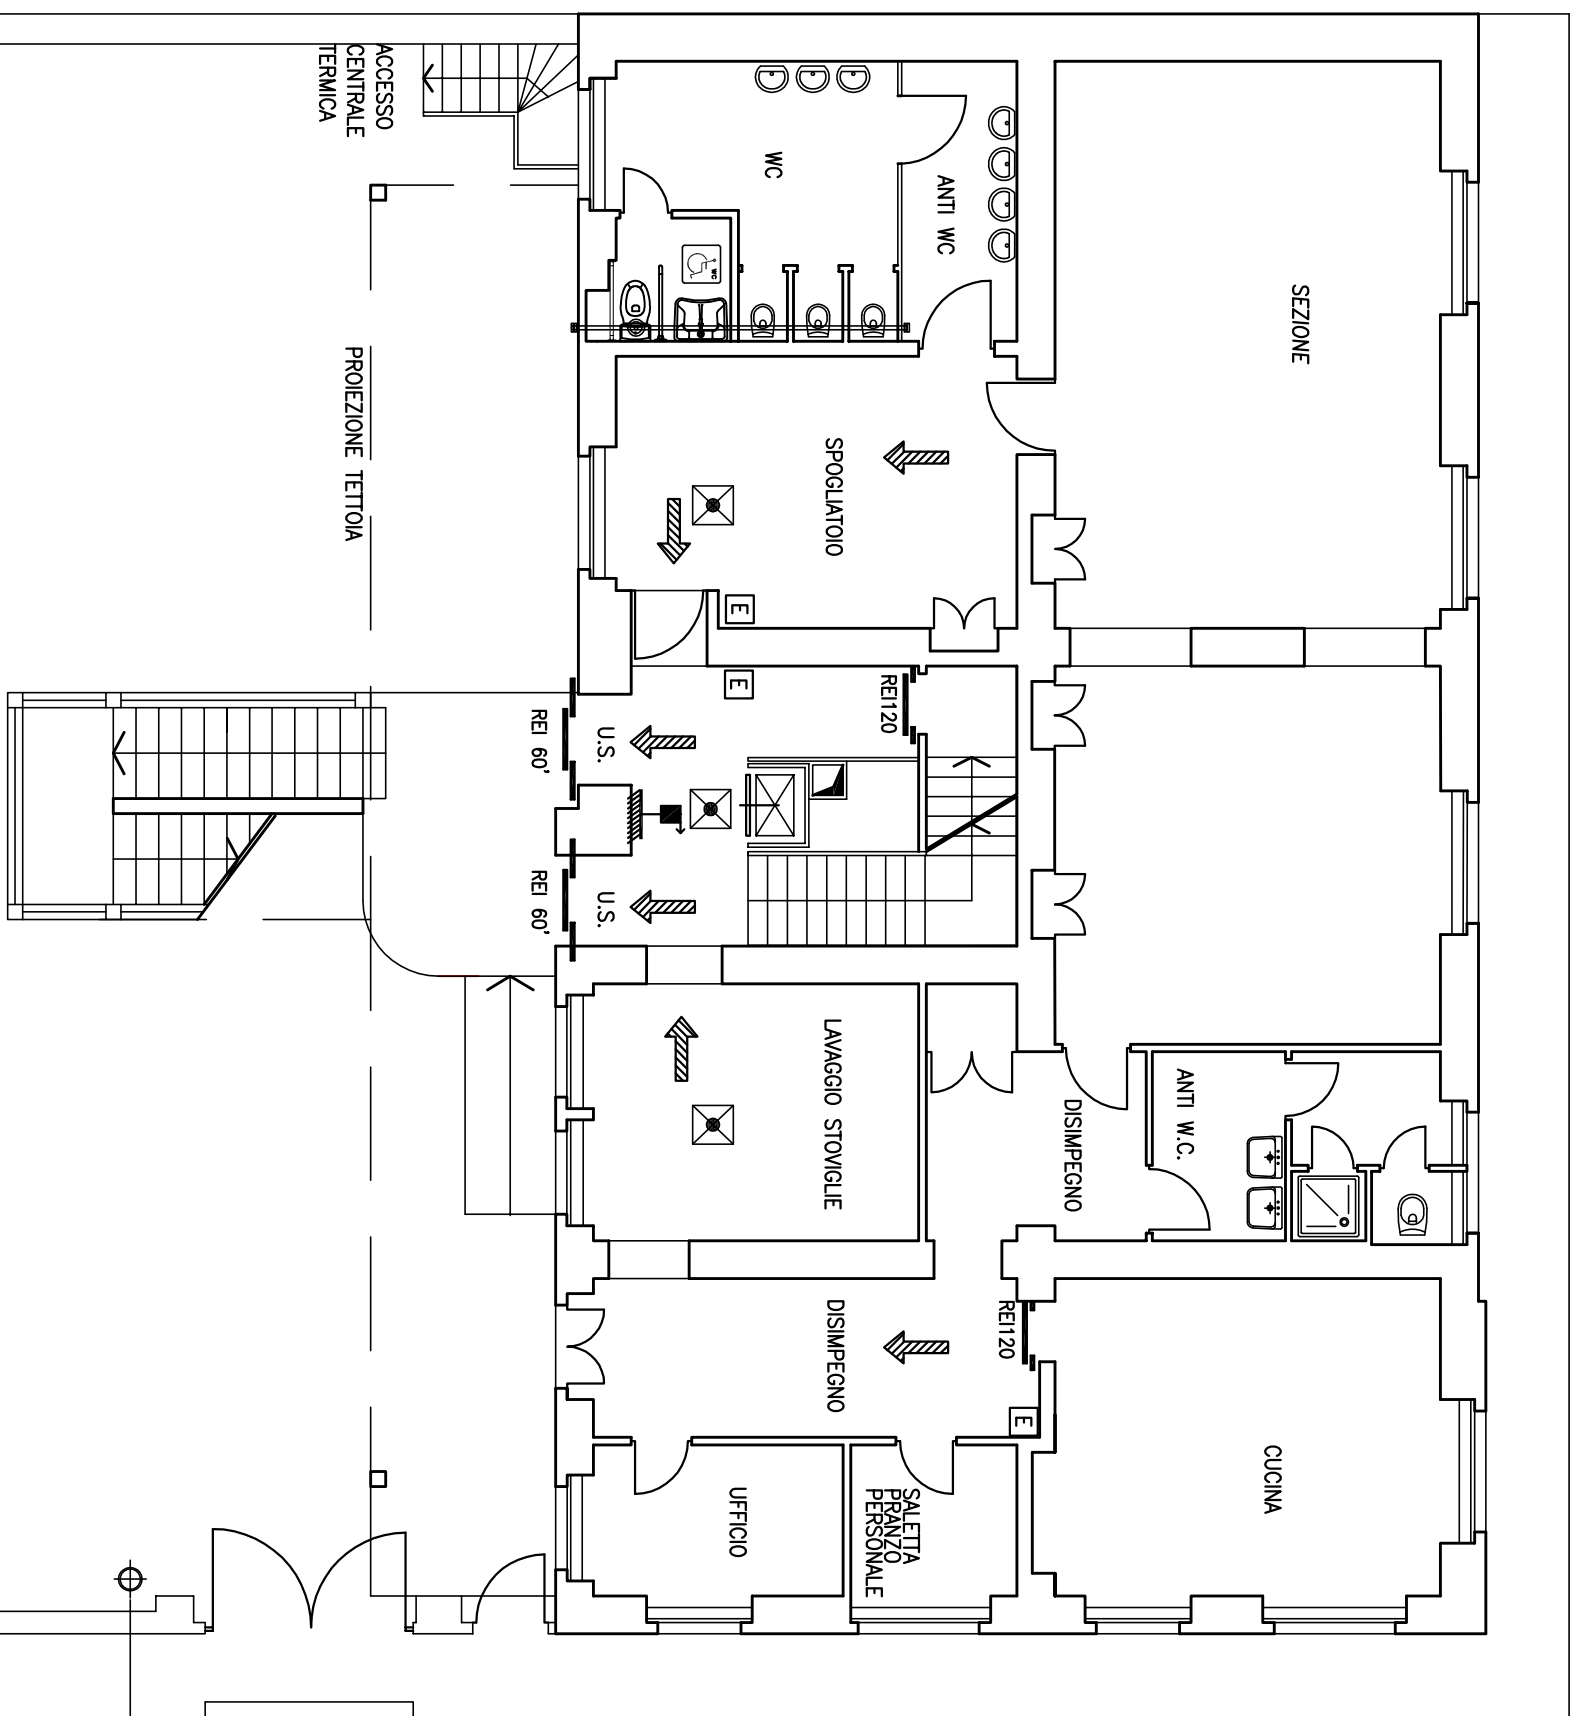 ACCESSO
CENTRALE
TERMICA
WC
ANTI WC
WC
SEZIONE
PROIEZIONE TETTOIA
SPOGLIATOIO
E
E
REI120
REI 60'
U.S.
REI 60'
U.S.
LAVAGGIO STOVIGLIE
DISIMPEGNO
ANTI W.C.
DISIMPEGNO
REI120
E
CUCINA
UFFICIO
SALETTA
PRANZO
PERSONALE